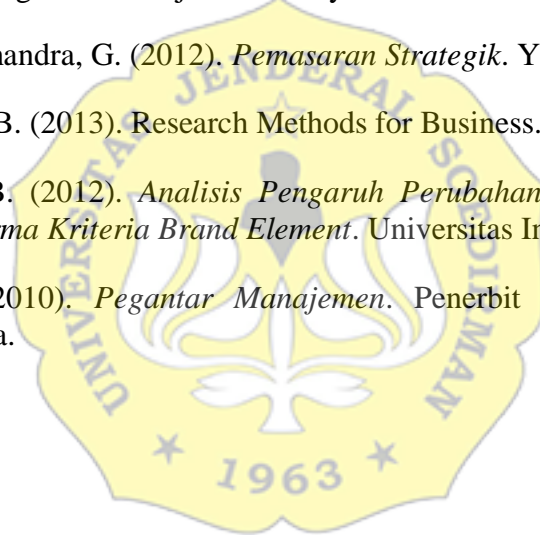 handra, G. (2012). Pemasaran Strategik. Y
B. (2013). Research Methods for Business.
B. (2012). Analisis Pengaruh Perubahan
rma Kriteria Brand Element. Universitas In
2010). Pegantar Manajemen. Penerbit
a.
UNIVERSITAS JENDERAL SOEDIRMAN
1963